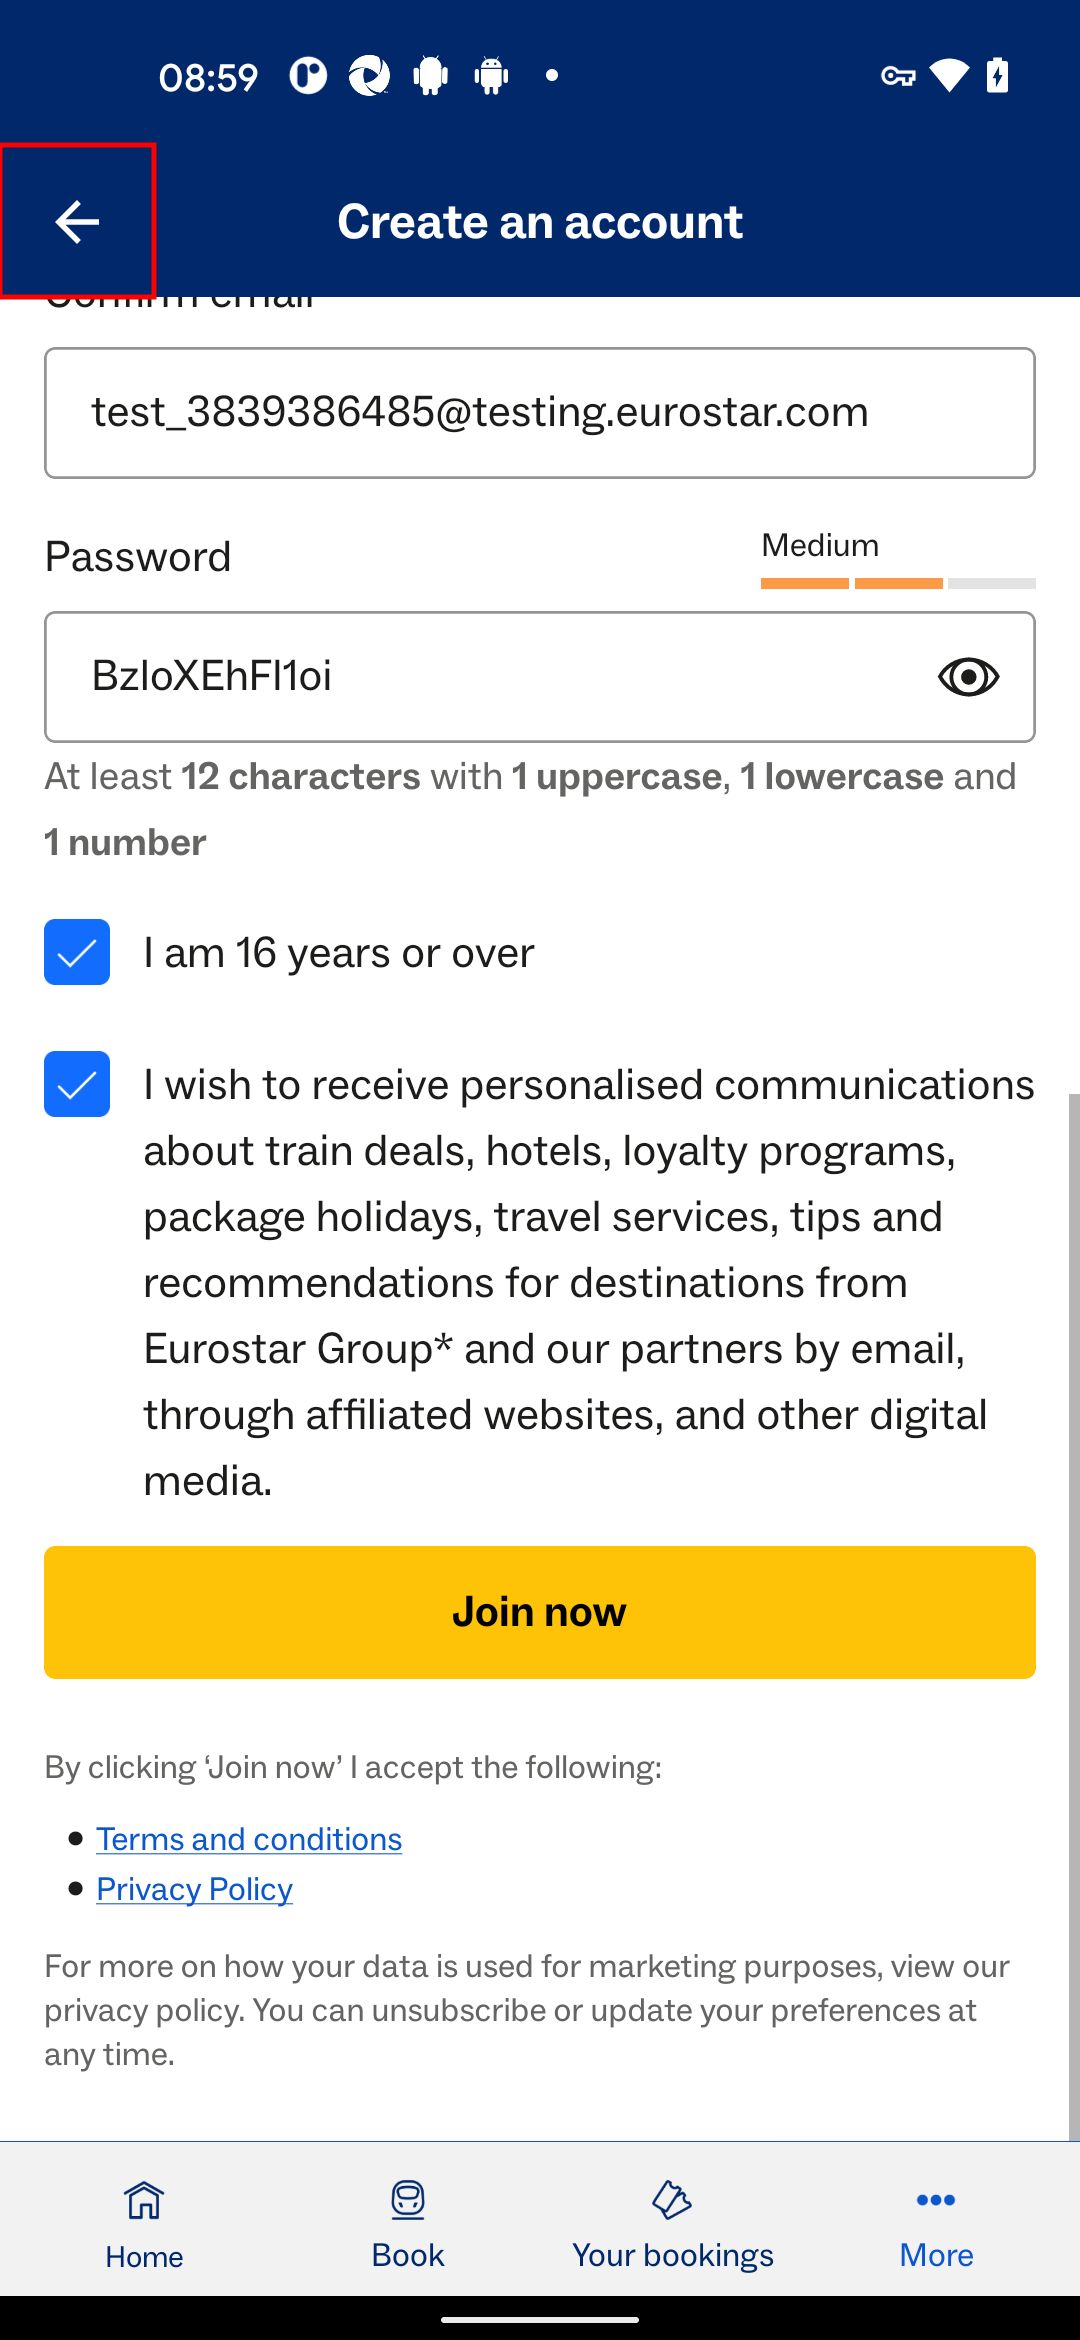 08:59
Create an account
Confirm email
test_3839386485@testing.eurostar.com
Password
Medium
BzIoXEhFl1oi
At least 12 characters with 1 uppercase, 1 lowercase and
1 number
I am 16 years or over
I wish to receive personalised communications
about train deals, hotels, loyalty programs,
package holidays, travel services, tips and
recommendations for destinations from
Eurostar Group* and our partners by email,
through affiliated websites, and other digital
media.
Join now
By clicking ‘Join now’ I accept the following:
• Terms and conditions
• Privacy Policy
For more on how your data is used for marketing purposes, view our
privacy policy. You can unsubscribe or update your preferences at
any time.
Home
Book
Your bookings
More